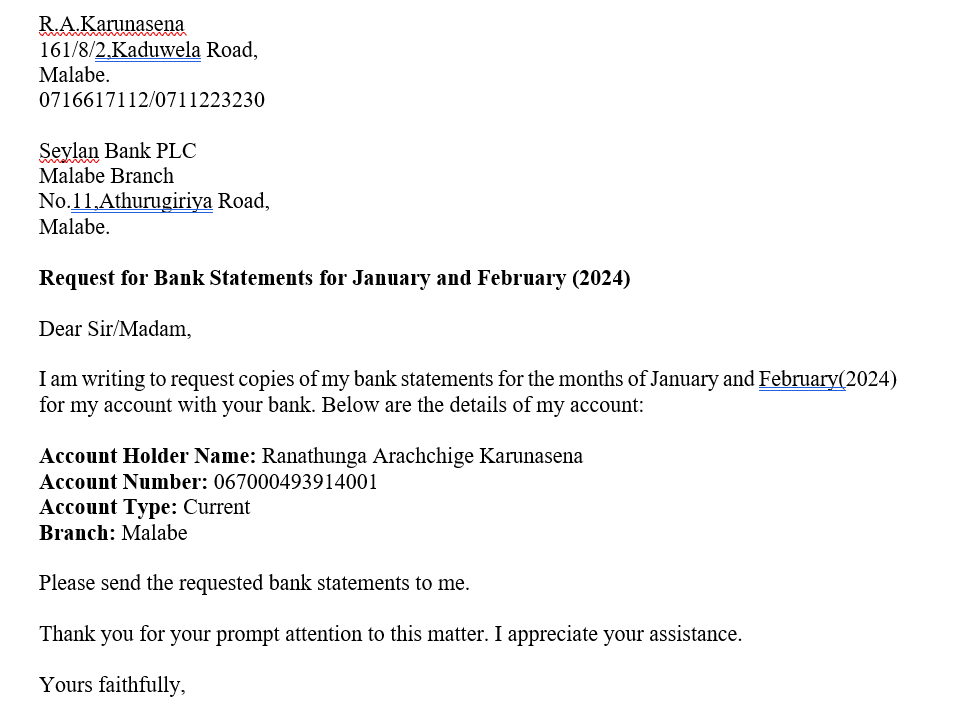 R.A.Karunasena
161/8/2,Kaduwela Road,
Malabe.
0716617112/0711223230
Seylan Bank PLC
Malabe Branch
No.11,Athurugiriya Road,
Malabe.
Request for Bank Statements for January and February (2024)
Dear Sir/Madam,
I am writing to request copies of my bank statements for the months of January and February(2024)
for my account with your bank. Below are the details of my account:
Account Holder Name: Ranathunga Arachchige Karunasena
Account Number: 067000493914001
Account Type: Current
Branch: Malabe
Please send the requested bank statements to me.
Thank you for your prompt attention to this matter. I appreciate your assistance.
Yours faithfully,